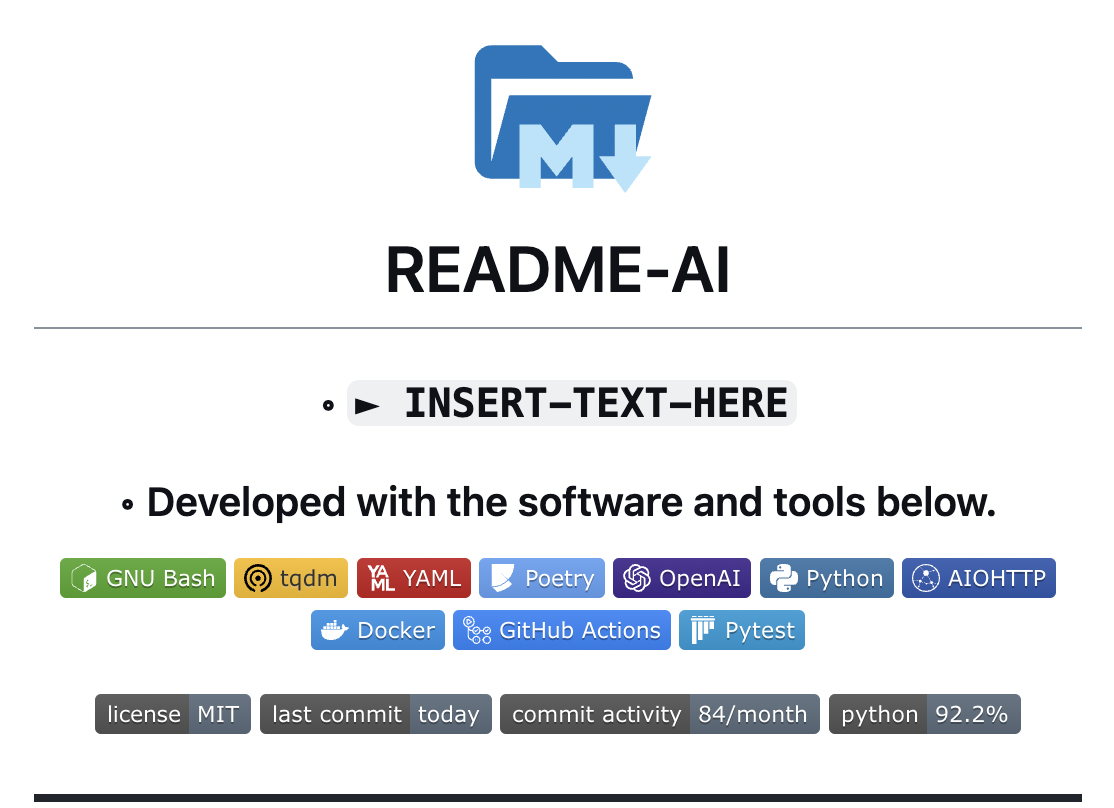 M
README-AI
◦ ► INSERT-TEXT-HERE
◦ Developed with the software and tools below.
GNU Bash tqdm YAML YAML Poetry OpenAI Python AIOHTTP
Docker GitHub Actions Pytest
license MIT last commit today commit activity 84/month python 92.2%